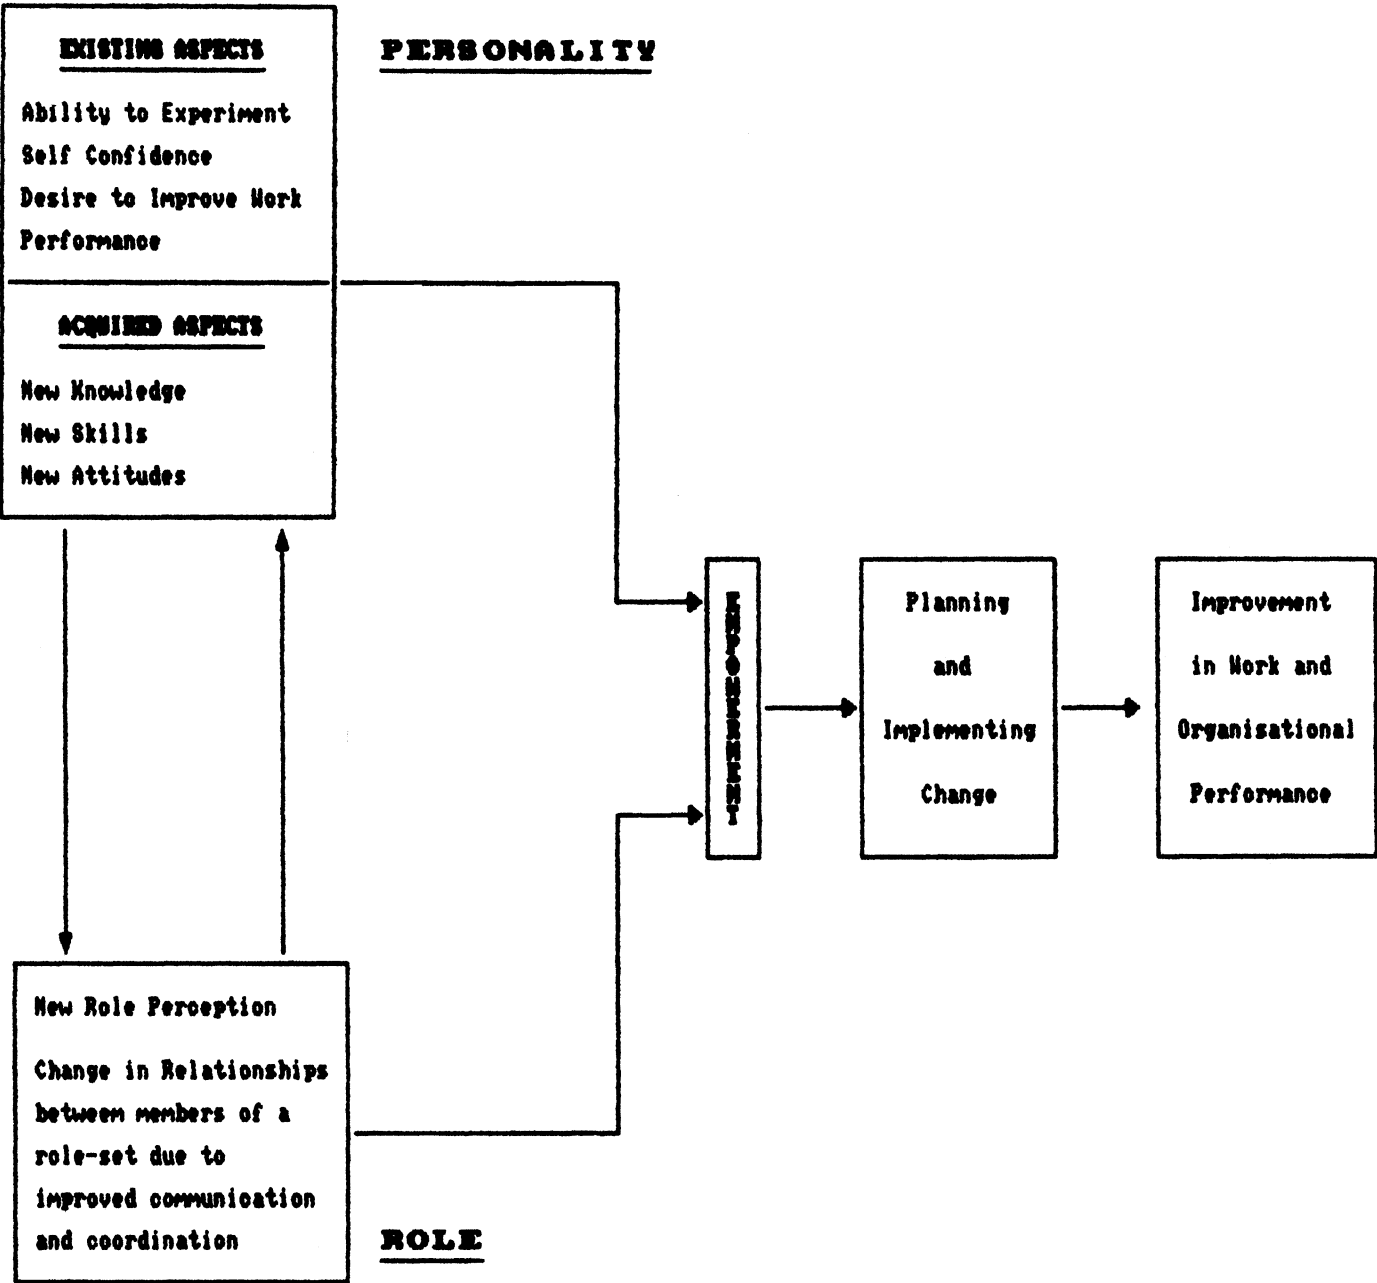 EXISTING ASPECTS
Ability to Experiment
Self Confidence
Desire to Improve Work
Performance
ACQUIRED ASPECTS
New Knowledge
New Skills
New Attitudes
PERSONALITY
Planning
and
Implementing
Change
Improvement
in Work and
Organisational
Performance
New Role Perception
Change in Relationships
between members of a
role-set due to
improved communication
and coordination
ROLE